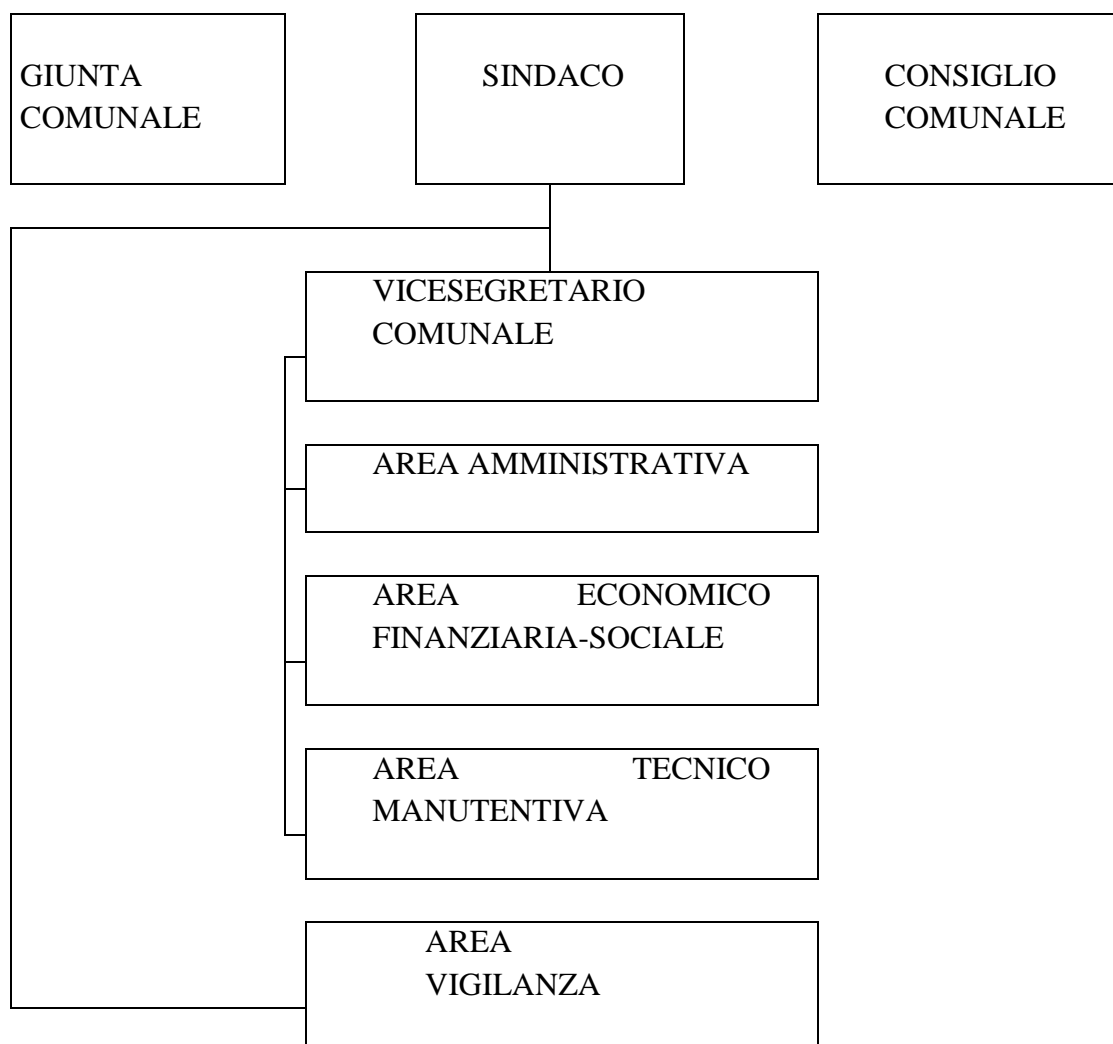 GIUNTA
COMUNALE
SINDACO
CONSIGLIO
COMUNALE
VICESEGRETARIO
COMUNALE
AREA AMMINISTRATIVA
AREA ECONOMICO
FINANZIARIA-SOCIALE
AREA TECNICO
MANUTENTIVA
AREA
VIGILANZA